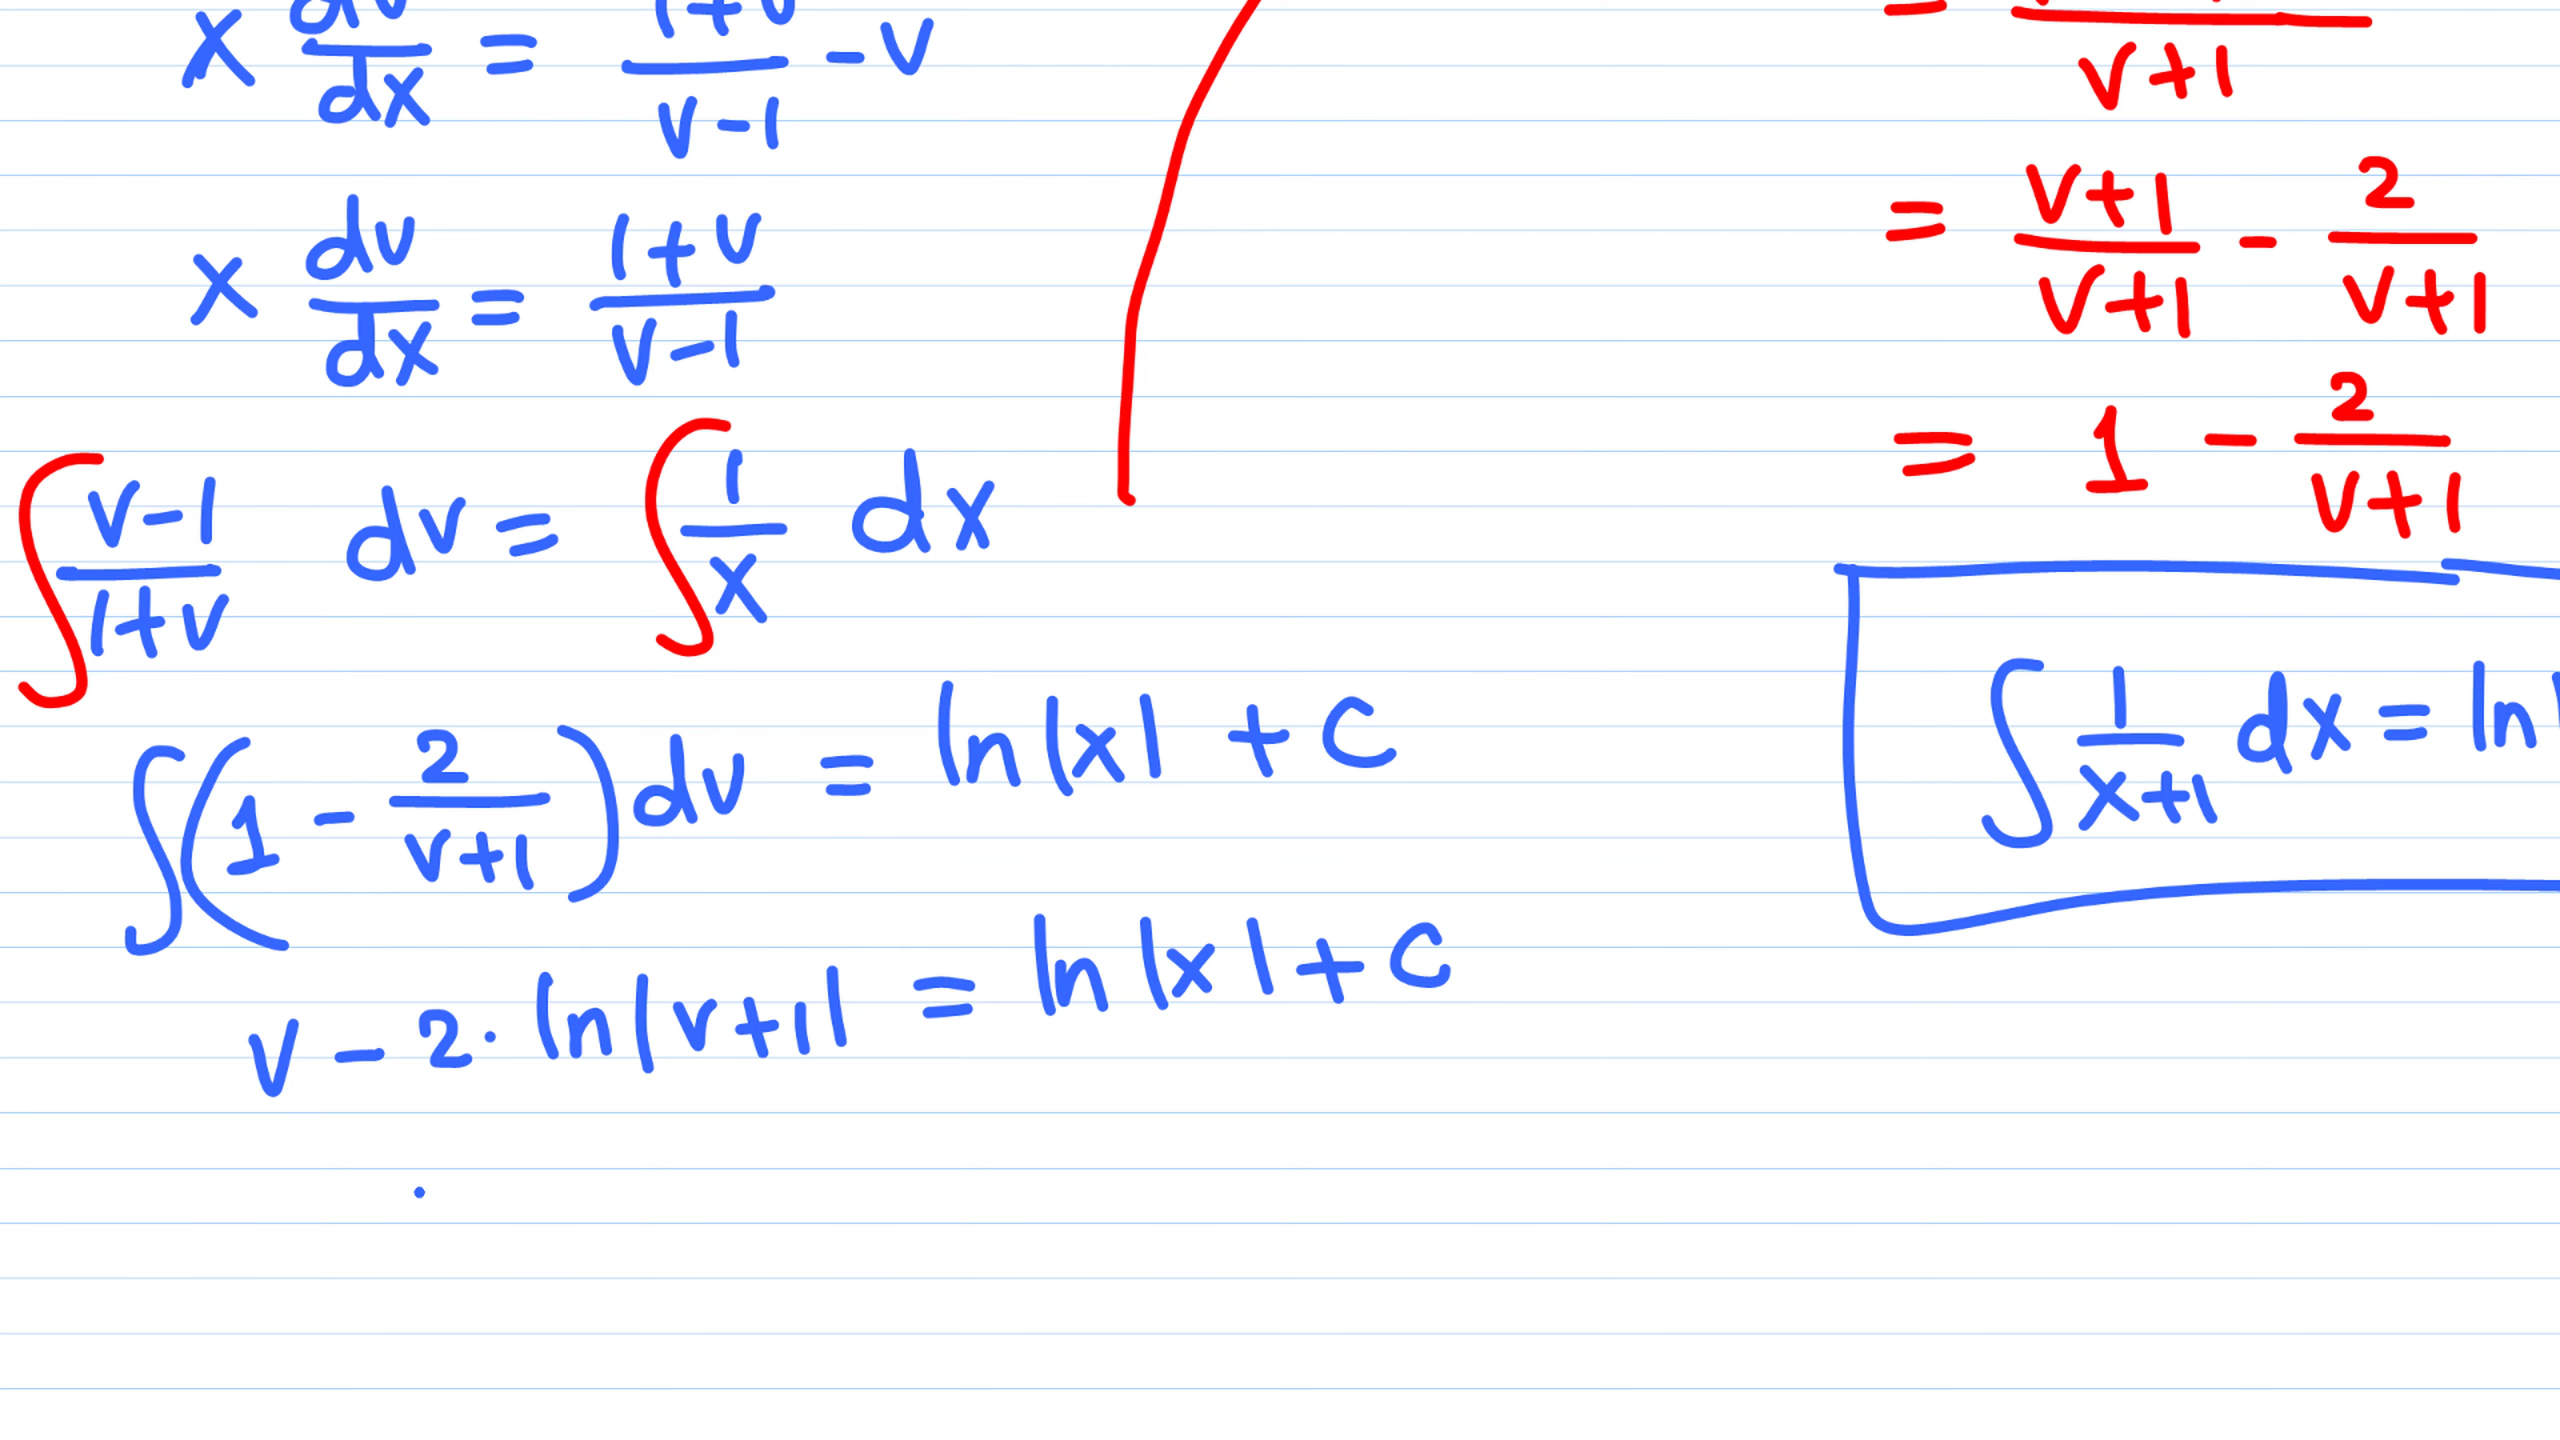 x dv/dx = (1+v)/(v-1) - v
x dv/dx = (1+v)/(v-1)
∫ (v-1)/(1+v) dv = ∫ 1/x dx
∫ (1 - 2/(v+1)) dv = ln|x| + C
v - 2· ln|v+1| = ln|x| + C
= v+1
= (v+1)/(v+1) - 2/(v+1)
= 1 - 2/(v+1)
∫ 1/(x+1) dx = ln|